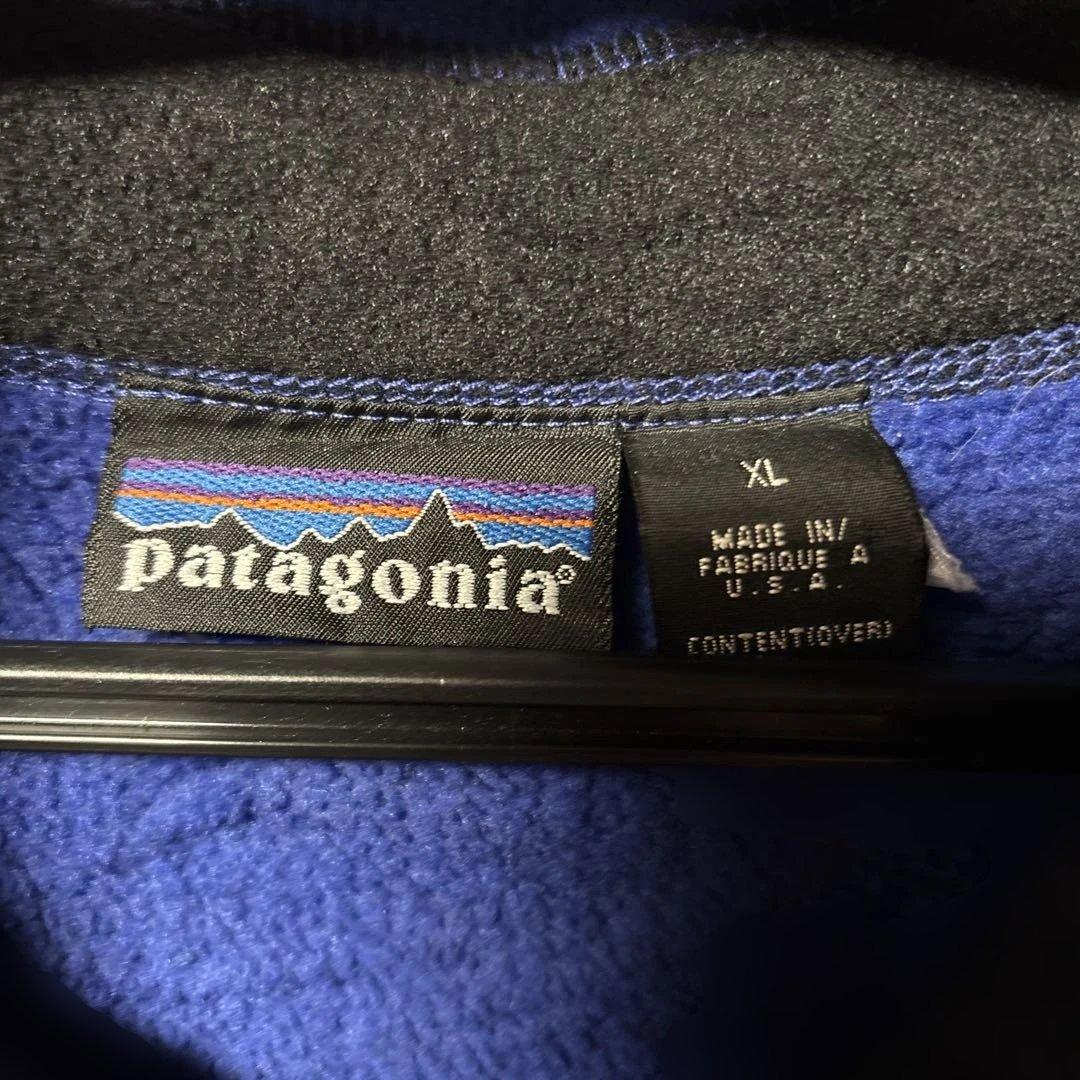 patagonia®
XL
MADE IN/
FABRIQUE A
U.S.A.
CONTENT(OVER)